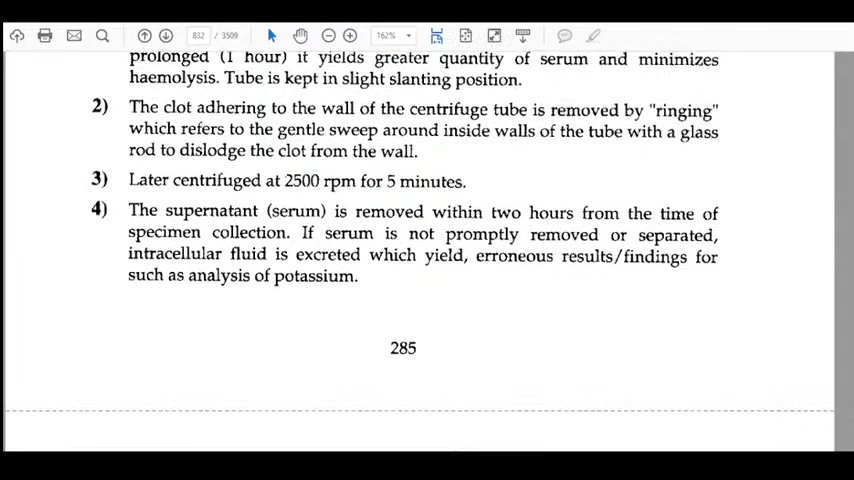 832 / 3509
162%
prolonged (1 hour) it yields greater quantity of serum and minimizes
haemolysis. Tube is kept in slight slanting position.
2) The clot adhering to the wall of the centrifuge tube is removed by "ringing"
which refers to the gentle sweep around inside walls of the tube with a glass
rod to dislodge the clot from the wall.
3) Later centrifuged at 2500 rpm for 5 minutes.
4) The supernatant (serum) is removed within two hours from the time of
specimen collection. If serum is not promptly removed or separated,
intracellular fluid is excreted which yield, erroneous results/findings for
such as analysis of potassium.
285